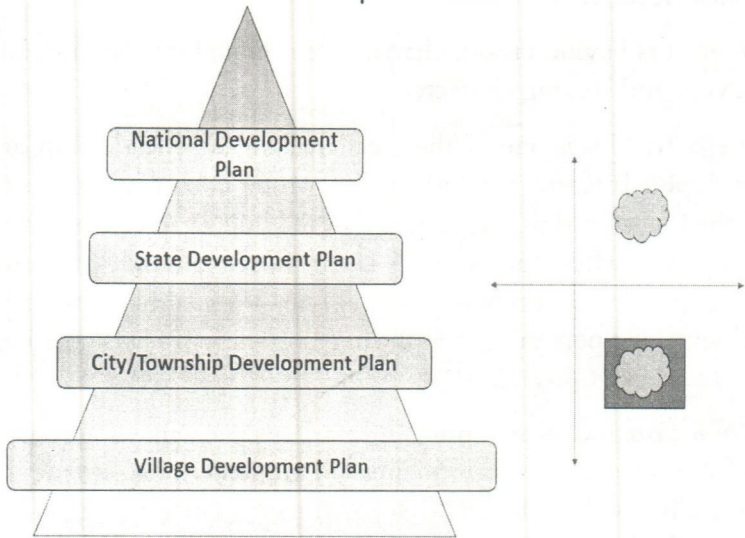 National Development
Plan
State Development Plan
City/Township Development Plan
Village Development Plan